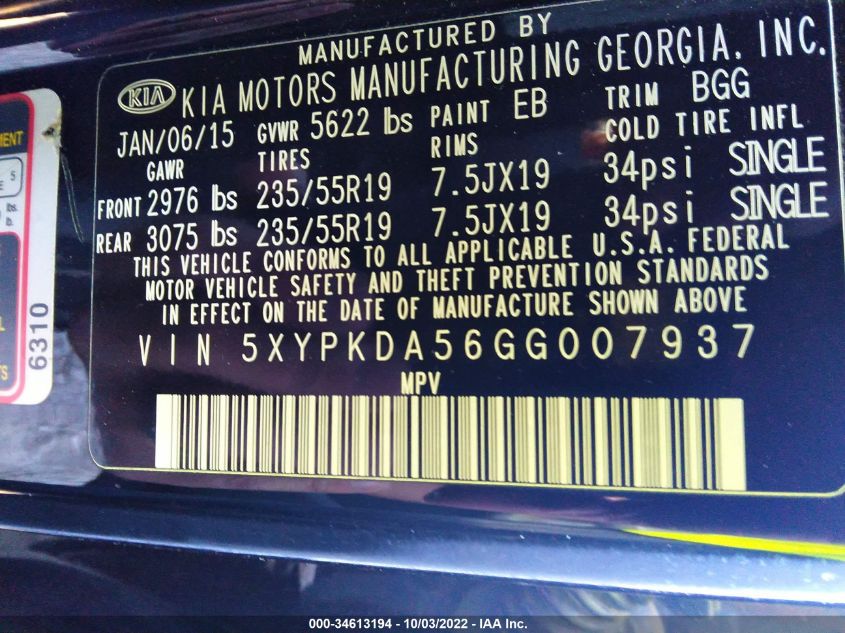 MANUFACTURED BY
KIA KIA MOTORS MANUFACTURING GEORGIA, INC.
JAN/06/15 GVWR 5622 lbs PAINT EB TRIM BGG
GAWR TIRES RIMS COLD TIRE INFL
FRONT 2976 lbs 235/55R19 7.5JX19 34psi SINGLE
REAR 3075 lbs 235/55R19 7.5JX19 34psi SINGLE
THIS VEHICLE CONFORMS TO ALL APPLICABLE U.S.A. FEDERAL
MOTOR VEHICLE SAFETY AND THEFT PREVENTION STANDARDS
IN EFFECT ON THE DATE OF MANUFACTURE SHOWN ABOVE
VIN 5XYPKDA56GG007937
MPV
5
lbs.
lb.
6310
000-34613194 - 10/03/2022 - IAA Inc.